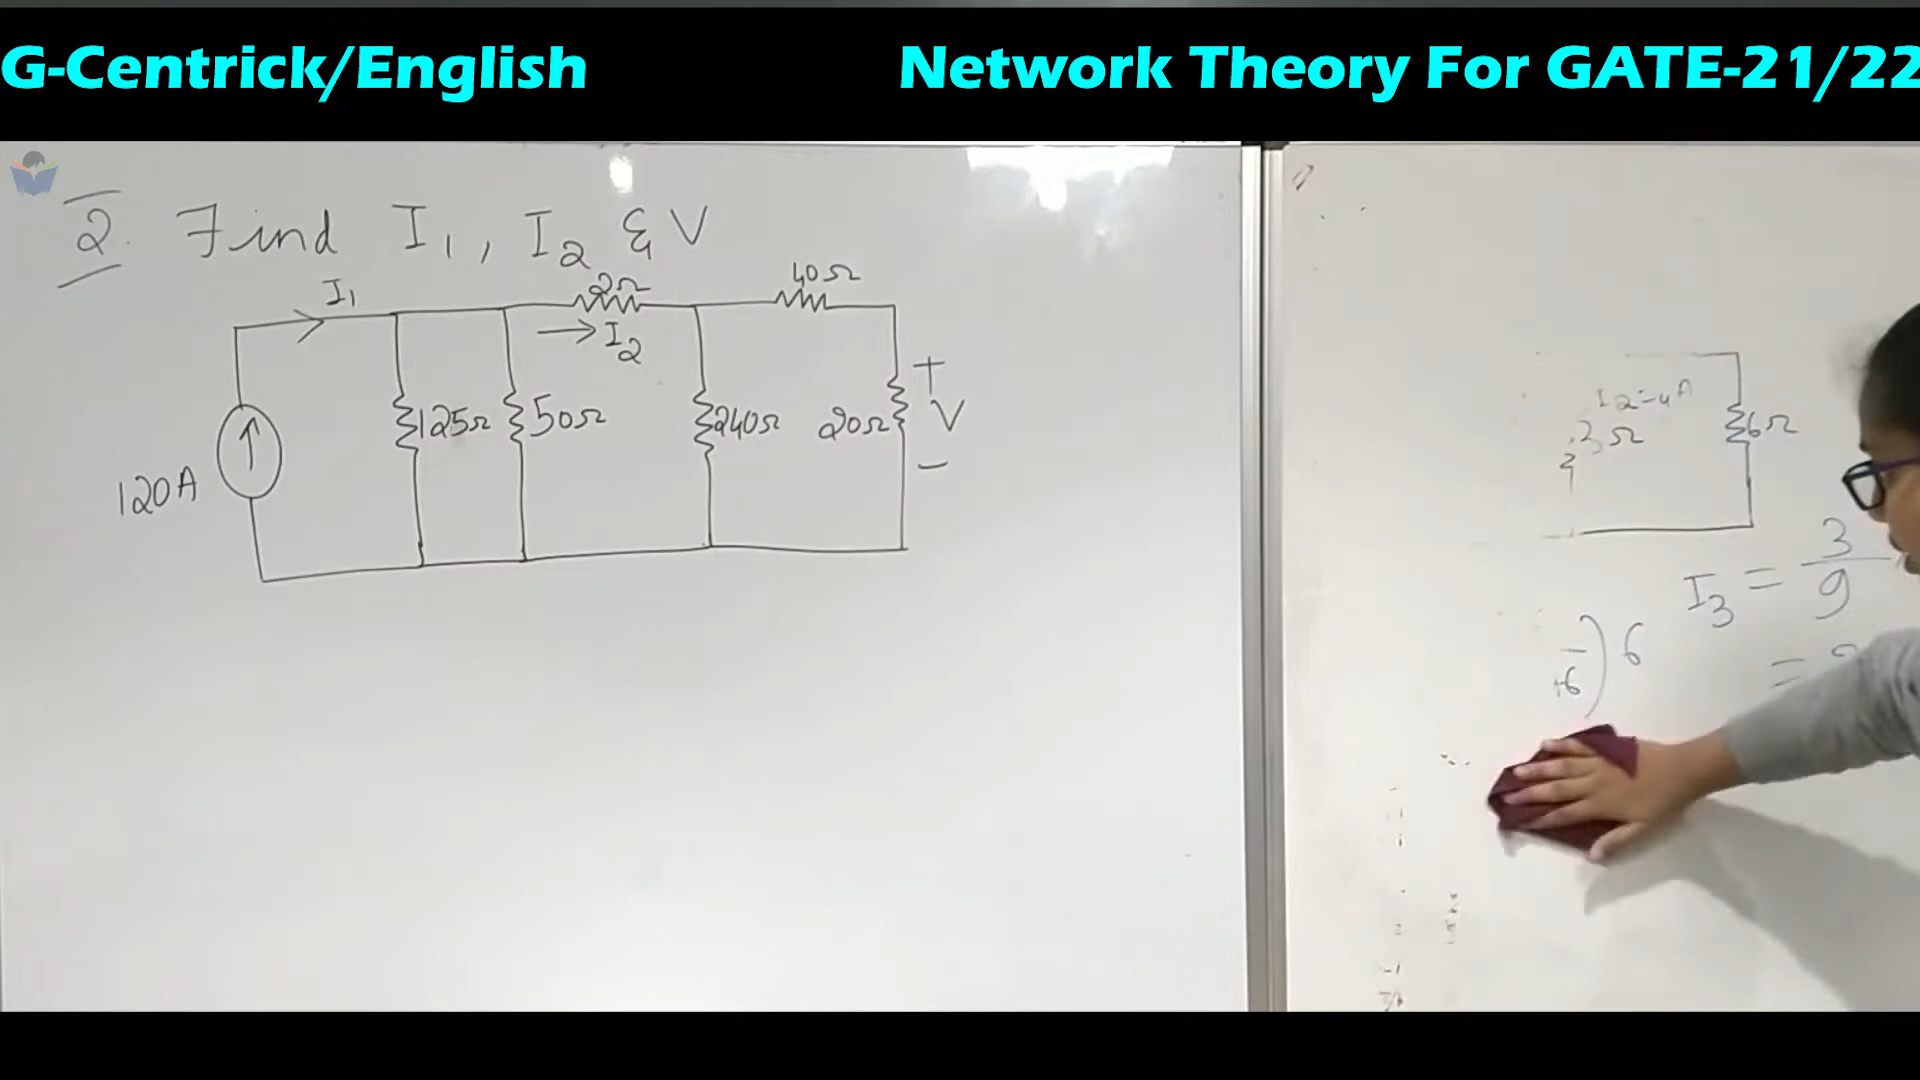 G-Centrick/English
Network Theory For GATE-21/22
2. Find I₁, I₂ & V
I₁
2Ω
40Ω
I₂
+
125Ω
50Ω
240Ω
20Ω
V
120A
-
I₂=4A
3Ω
6Ω
I₃ = 3/9
6
=